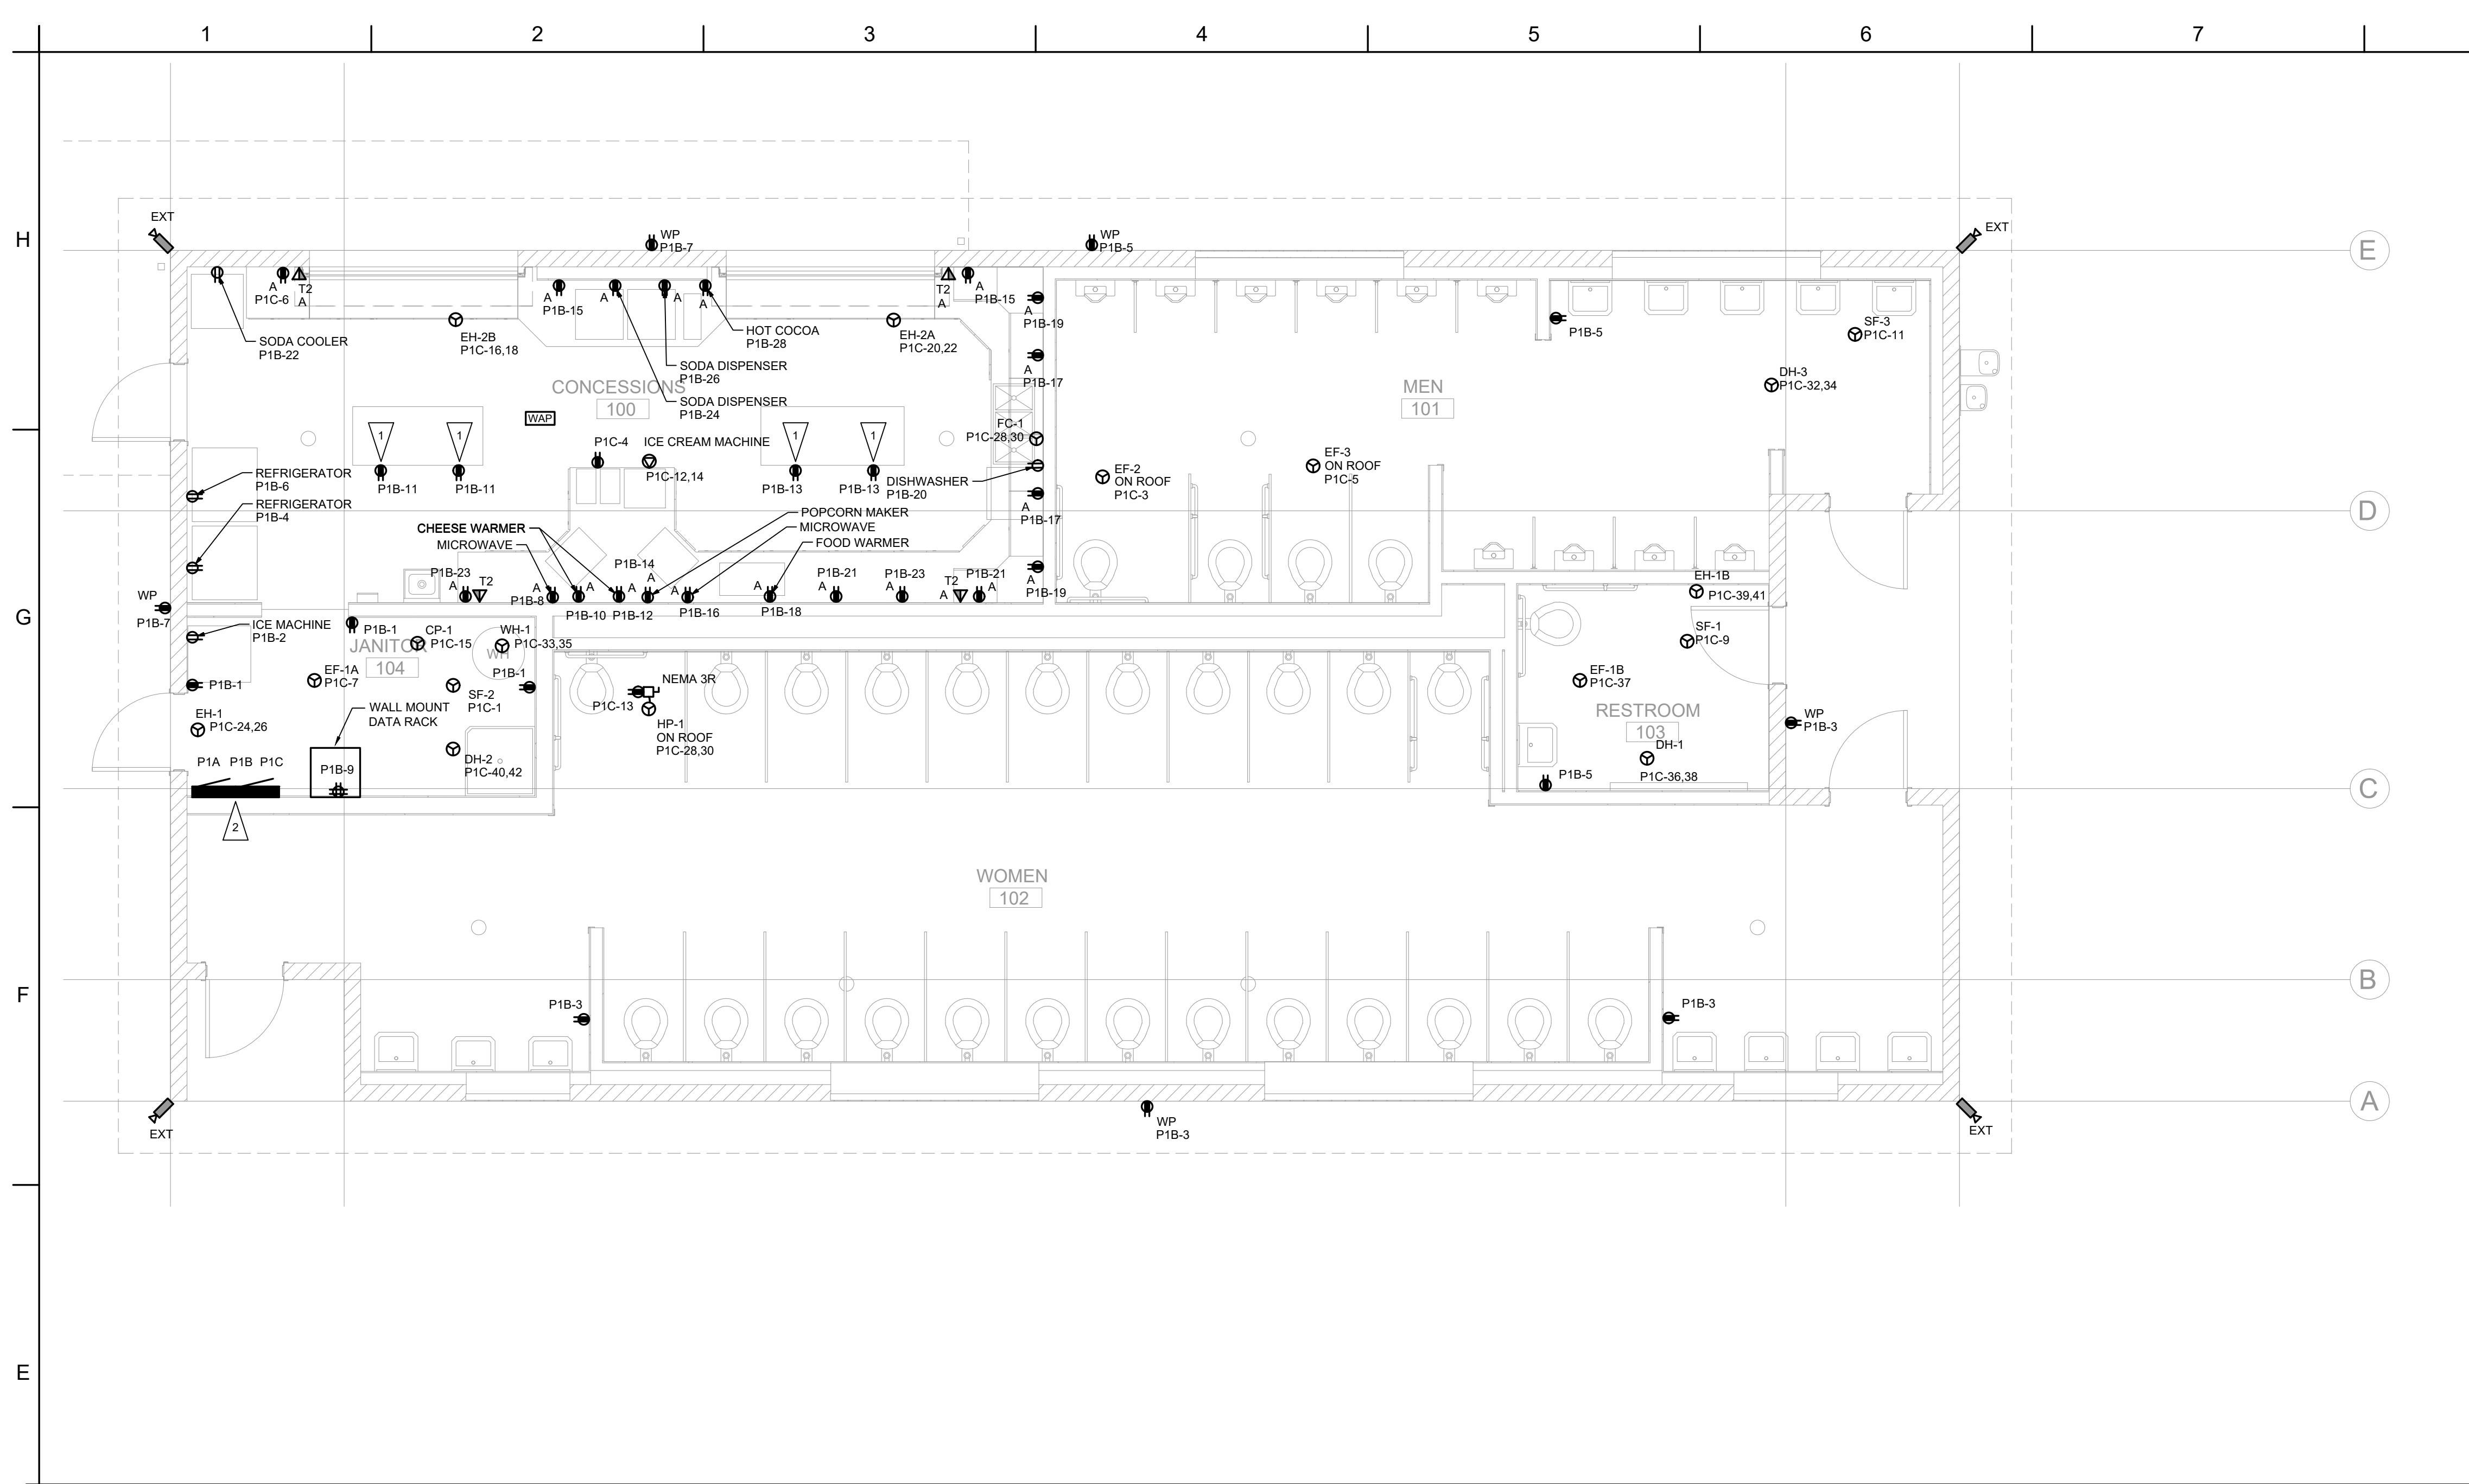 1
2
3
4
5
6
7
H
G
F
E
E
D
C
B
A
EXT
EXT
WP
P1B-7
WP
P1B-5
A
P1C-6
T2
A
A
P1B-15
A
A
A
T2
A
A
P1B-15
A
P1B-19
SODA COOLER
P1B-22
EH-2B
P1C-16,18
HOT COCOA
P1B-28
EH-2A
P1C-20,22
P1B-5
SF-3
P1C-11
SODA DISPENSER
P1B-26
A
P1B-17
DH-3
P1C-32,34
CONCESSIONS
100
SODA DISPENSER
P1B-24
MEN
101
WAP
1
1
P1C-4
ICE CREAM MACHINE
P1C-12,14
1
1
FC-1
P1C-28,30
EF-2
ON ROOF
P1C-3
EF-3
ON ROOF
P1C-5
REFRIGERATOR
P1B-6
P1B-11
P1B-11
P1B-13
P1B-13
DISHWASHER
P1B-20
REFRIGERATOR
P1B-4
A
P1B-17
POPCORN MAKER
MICROWAVE
FOOD WARMER
CHEESE WARMER
MICROWAVE
P1B-23
A
T2
A
P1B-8
A
P1B-10
A
P1B-12
P1B-14
A
A
P1B-16
A
P1B-18
P1B-21
A
P1B-23
A
T2
A
P1B-21
A
A
P1B-19
WP
P1B-7
ICE MACHINE
P1B-2
P1B-1
CP-1
P1C-15
WH-1
P1C-33,35
WH
JANITOR
104
EH-1B
P1C-39,41
SF-1
P1C-9
P1B-1
EF-1A
P1C-7
P1B-1
SF-2
P1C-1
NEMA 3R
P1C-13
HP-1
ON ROOF
P1C-28,30
EF-1B
P1C-37
RESTROOM
103
WP
P1B-3
EH-1
P1C-24,26
WALL MOUNT
DATA RACK
P1A
P1B
P1C
P1B-9
DH-2
P1C-40,42
DH-1
P1C-36,38
P1B-5
2
WOMEN
102
P1B-3
P1B-3
EXT
WP
P1B-3
EXT